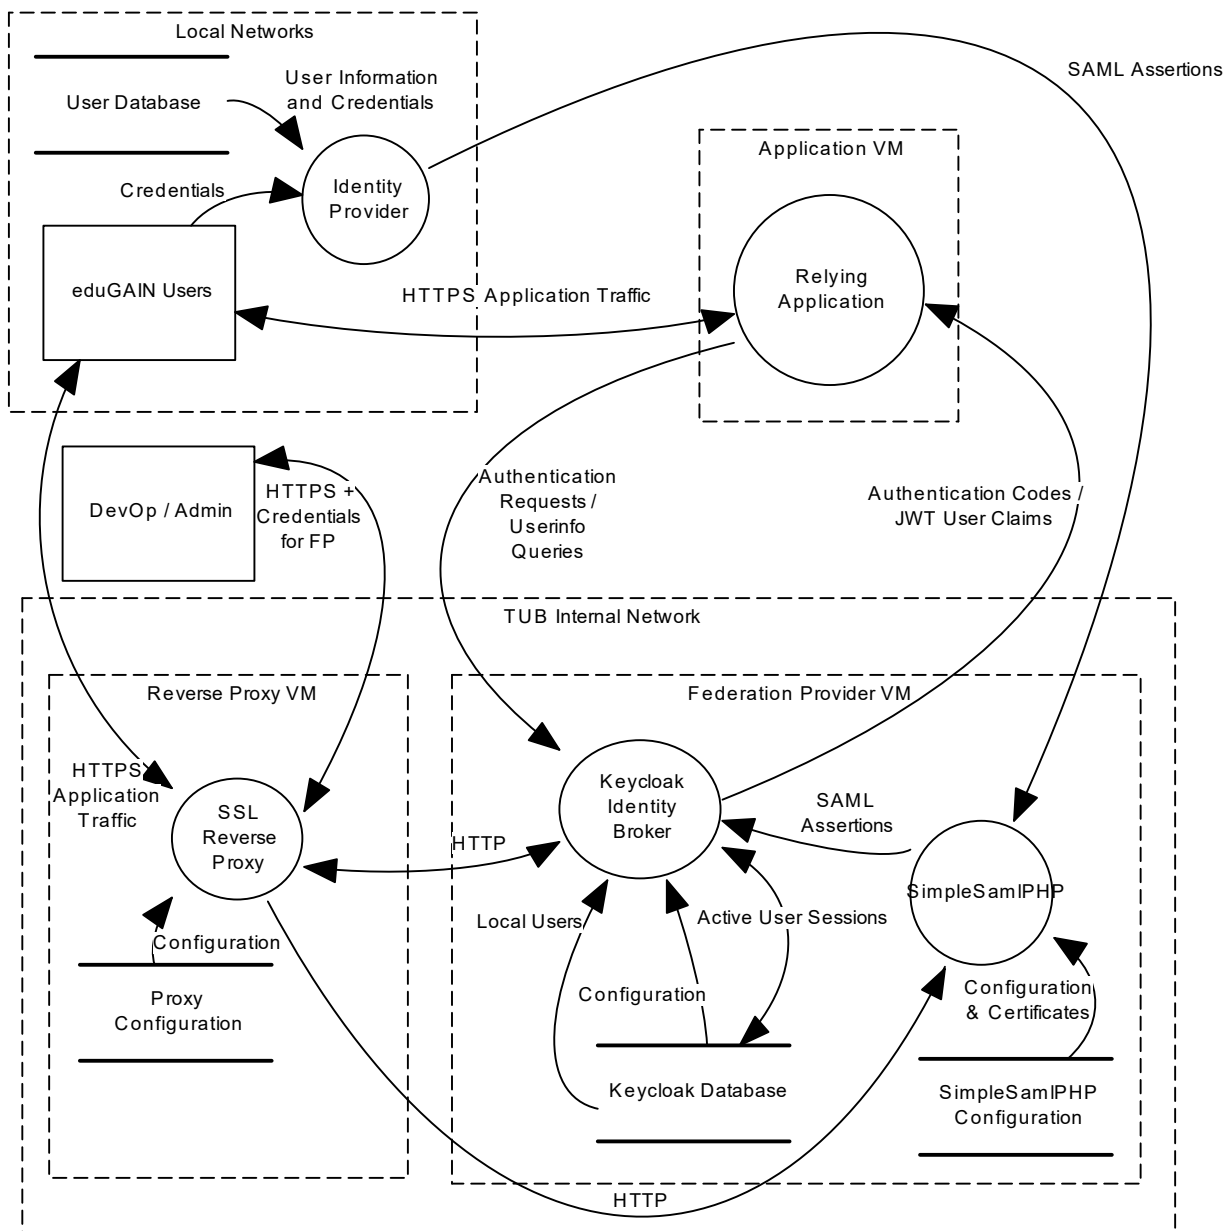 Local Networks
User Database
User Information
and Credentials
SAML Assertions
Application VM
Credentials
Identity
Provider
Relying
Application
eduGAIN Users
HTTPS Application Traffic
DevOp / Admin
HTTPS +
Credentials
for FP
Authentication
Requests /
Userinfo
Queries
Authentication Codes /
JWT User Claims
TUB Internal Network
Reverse Proxy VM
Federation Provider VM
HTTPS
Application
Traffic
SSL
Reverse
Proxy
HTTP
Keycloak
Identity
Broker
SAML
Assertions
SimpleSamlPHP
Local Users
Active User Sessions
Configuration
Configuration
Configuration
& Certificates
Proxy
Configuration
Keycloak Database
SimpleSamlPHP
Configuration
HTTP